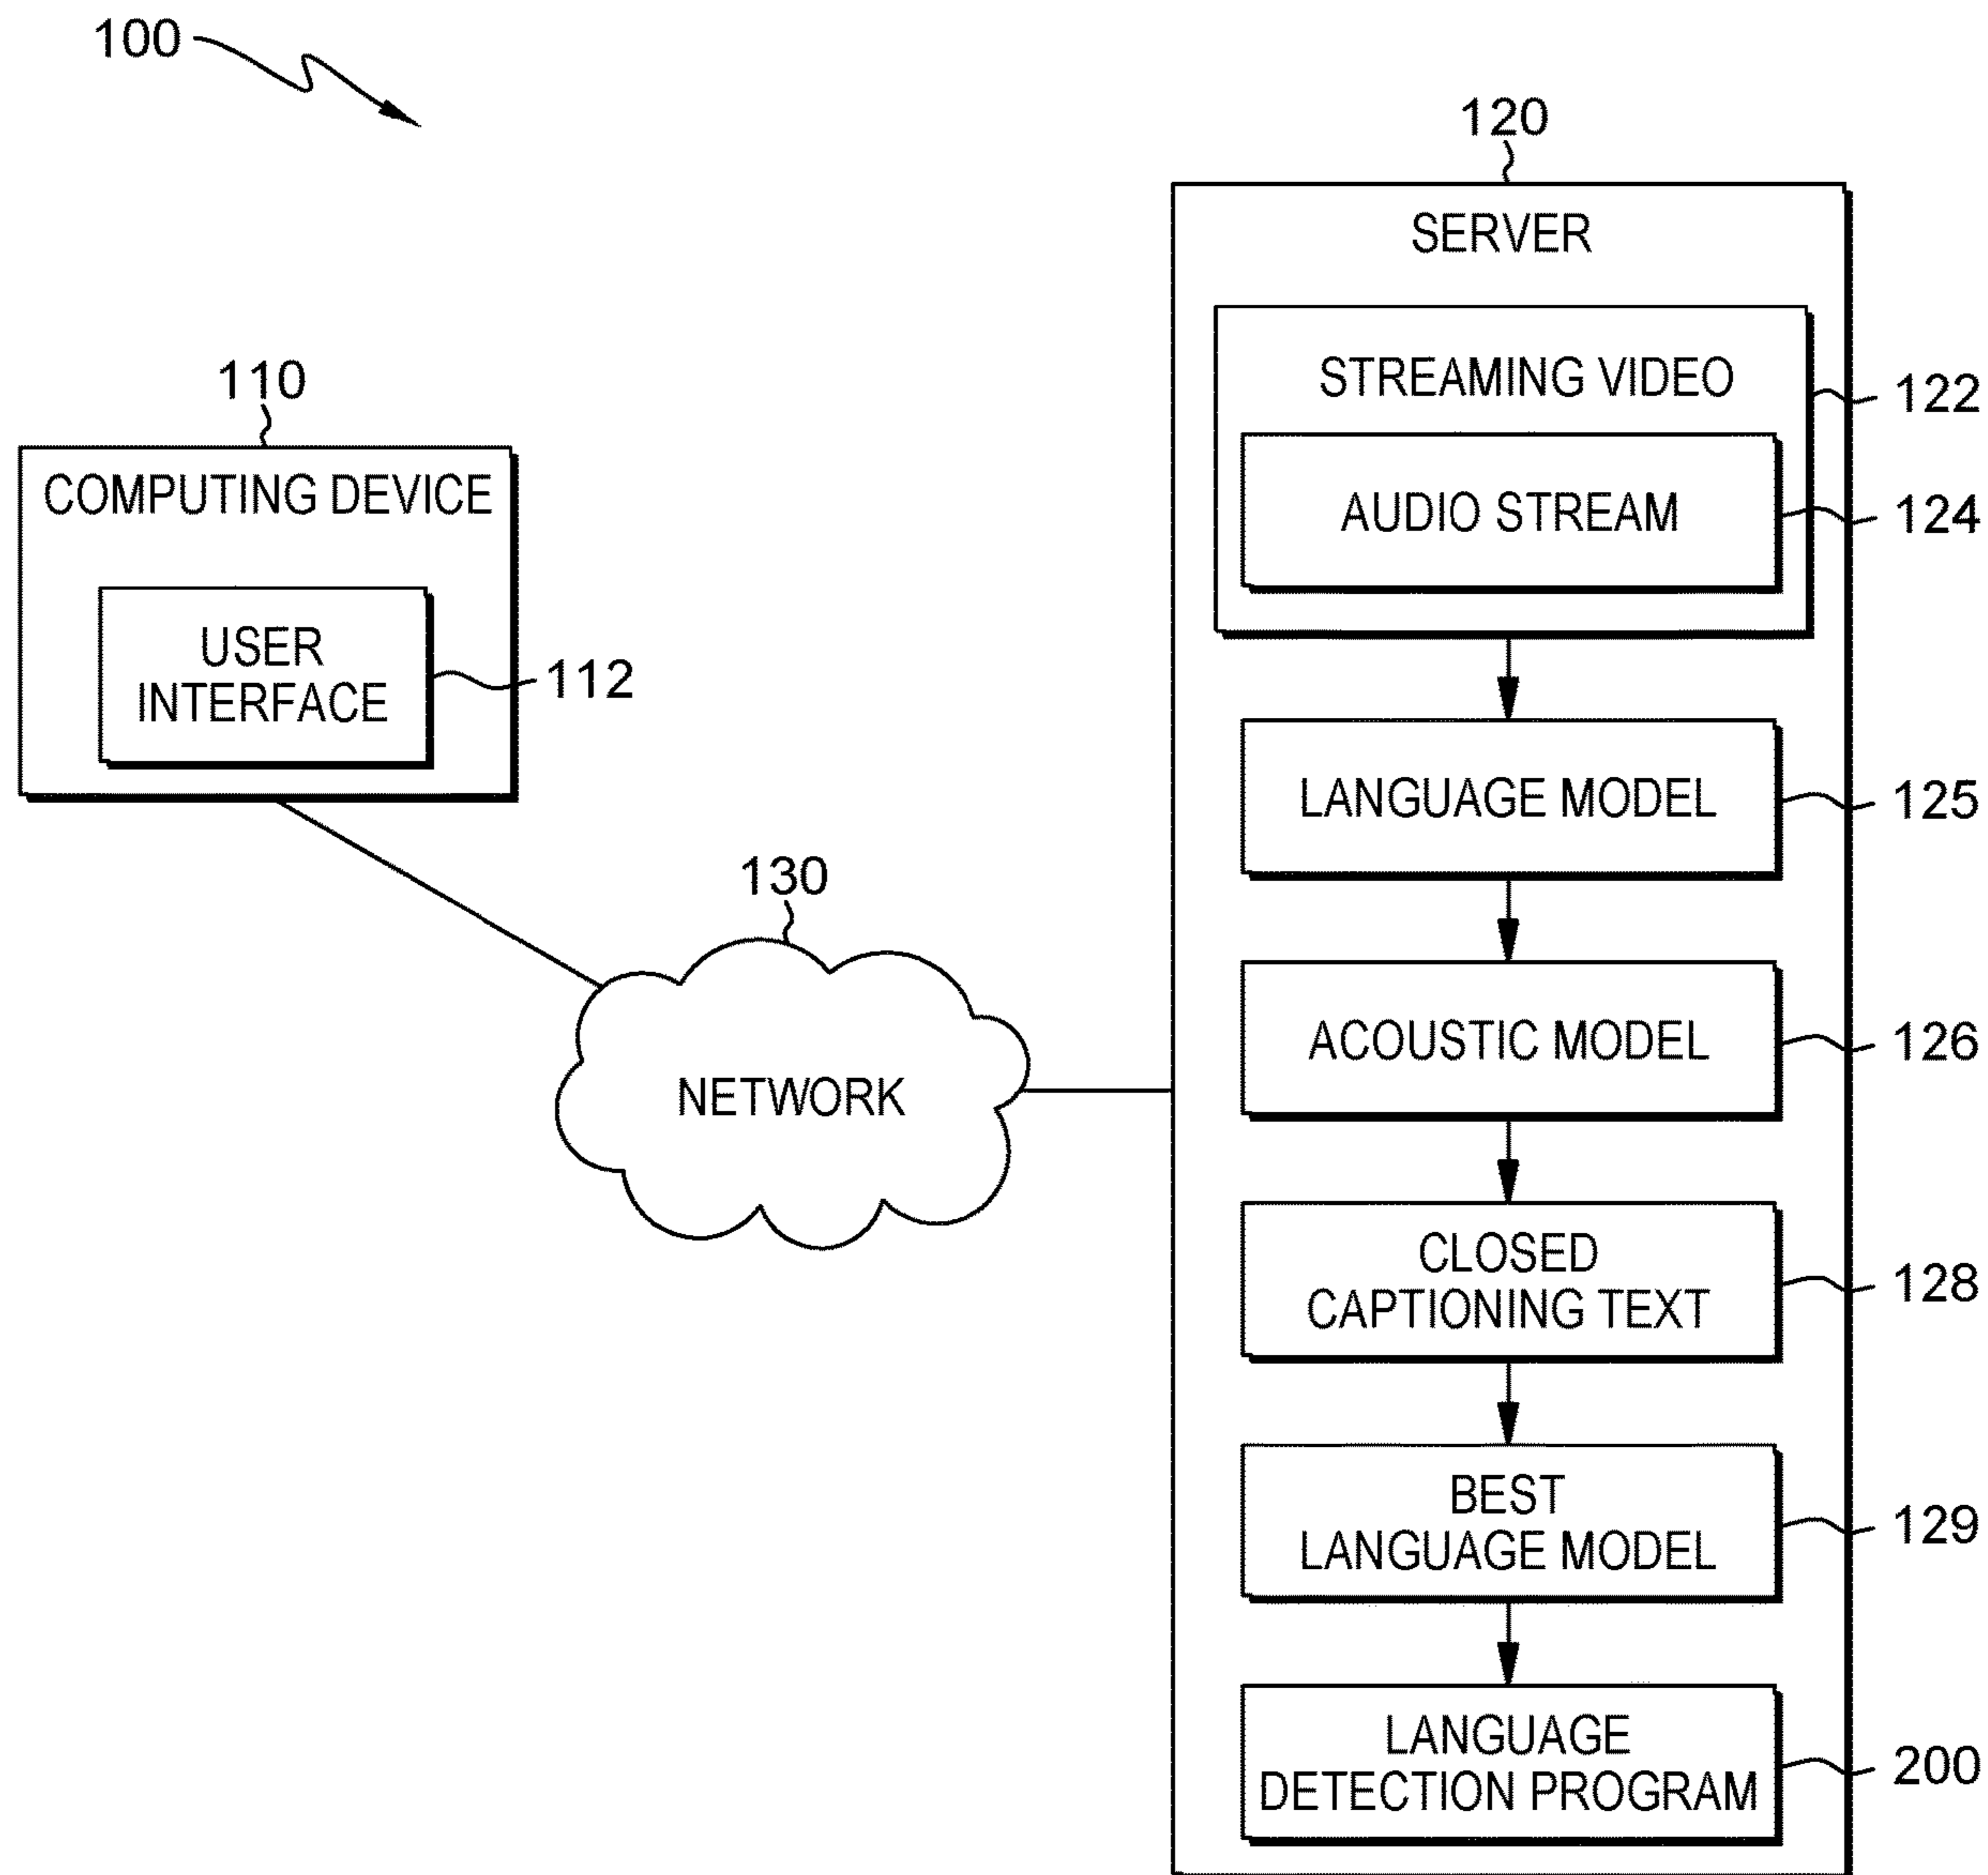 100
120
SERVER
STREAMING VIDEO
122
AUDIO STREAM
124
110
COMPUTING DEVICE
USER
INTERFACE
112
LANGUAGE MODEL
125
130
NETWORK
ACOUSTIC MODEL
126
CLOSED
CAPTIONING TEXT
128
BEST
LANGUAGE MODEL
129
LANGUAGE
DETECTION PROGRAM
200